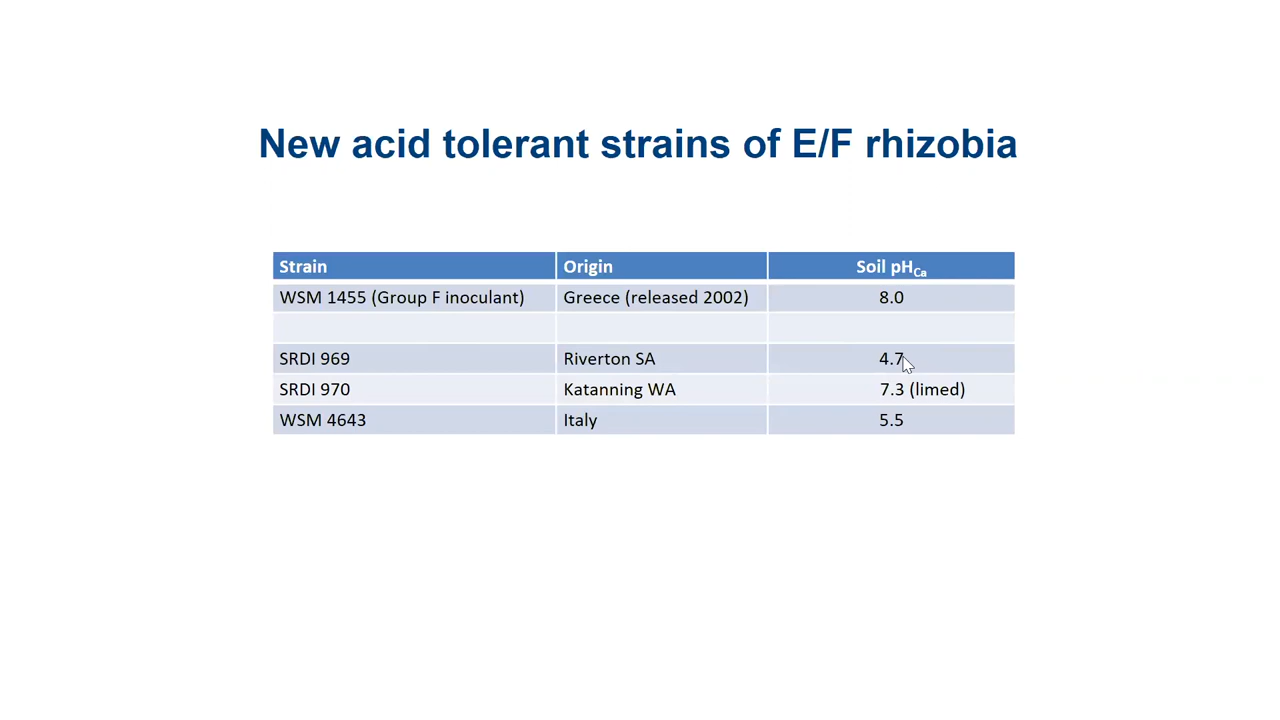 New acid tolerant strains of E/F rhizobia
Strain Origin Soil pHCa
WSM 1455 (Group F inoculant) Greece (released 2002) 8.0
SRDI 969 Riverton SA 4.7
SRDI 970 Katanning WA 7.3 (limed)
WSM 4643 Italy 5.5